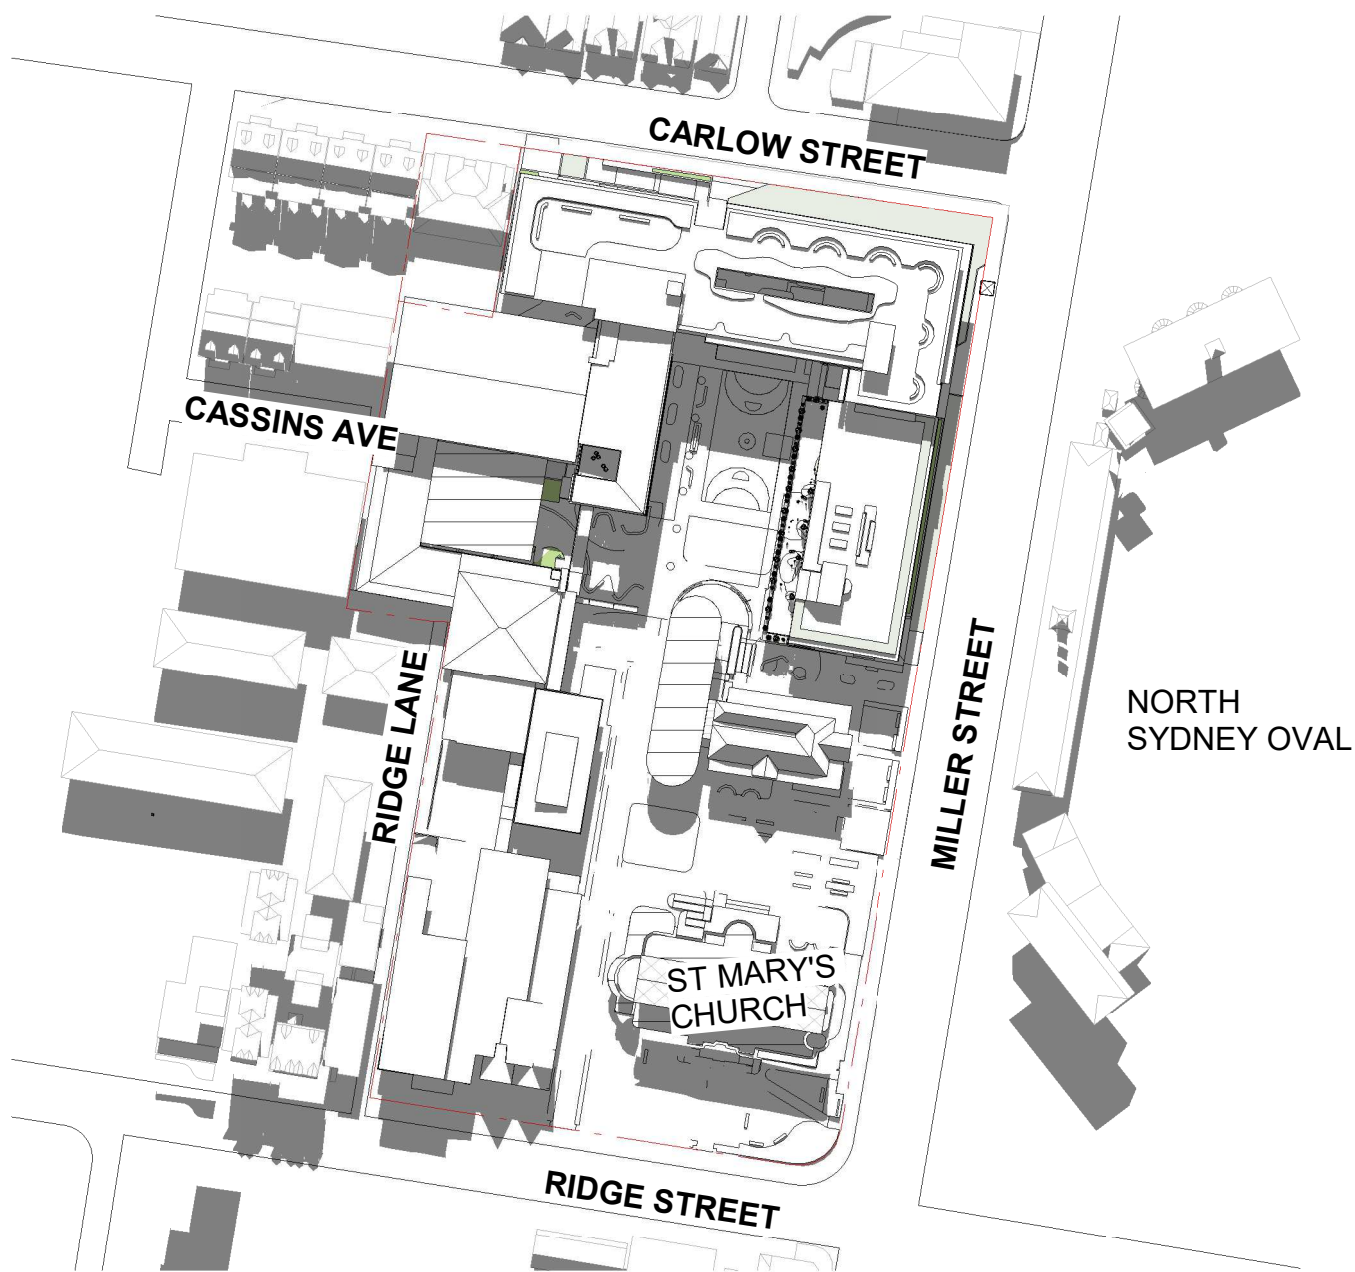 CARLOW STREET
CASSINS AVE
RIDGE LANE
MILLER STREET
NORTH
SYDNEY OVAL
ST MARY'S
CHURCH
RIDGE STREET